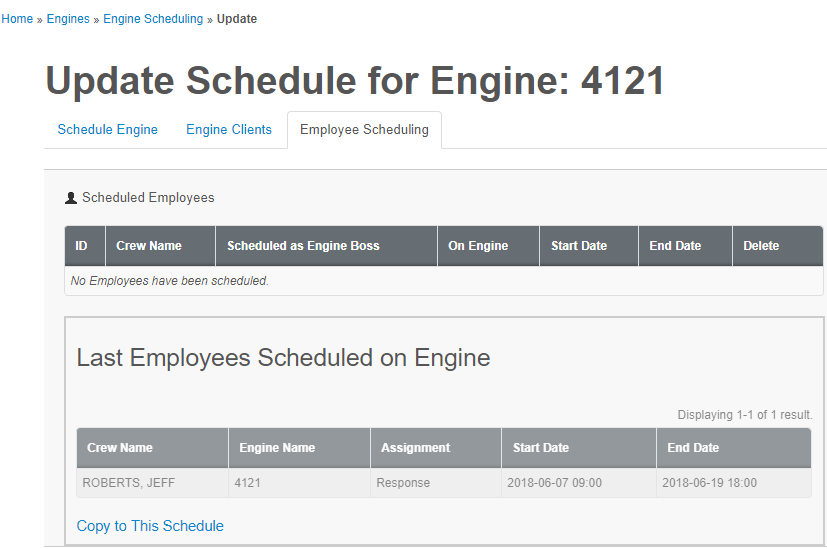 Home » Engines » Engine Scheduling » Update
Update Schedule for Engine: 4121
Schedule Engine Engine Clients Employee Scheduling
Scheduled Employees
ID Crew Name Scheduled as Engine Boss On Engine Start Date End Date Delete
No Employees have been scheduled.
Last Employees Scheduled on Engine
Displaying 1-1 of 1 result.
Crew Name Engine Name Assignment Start Date End Date
ROBERTS, JEFF 4121 Response 2018-06-07 09:00 2018-06-19 18:00
Copy to This Schedule